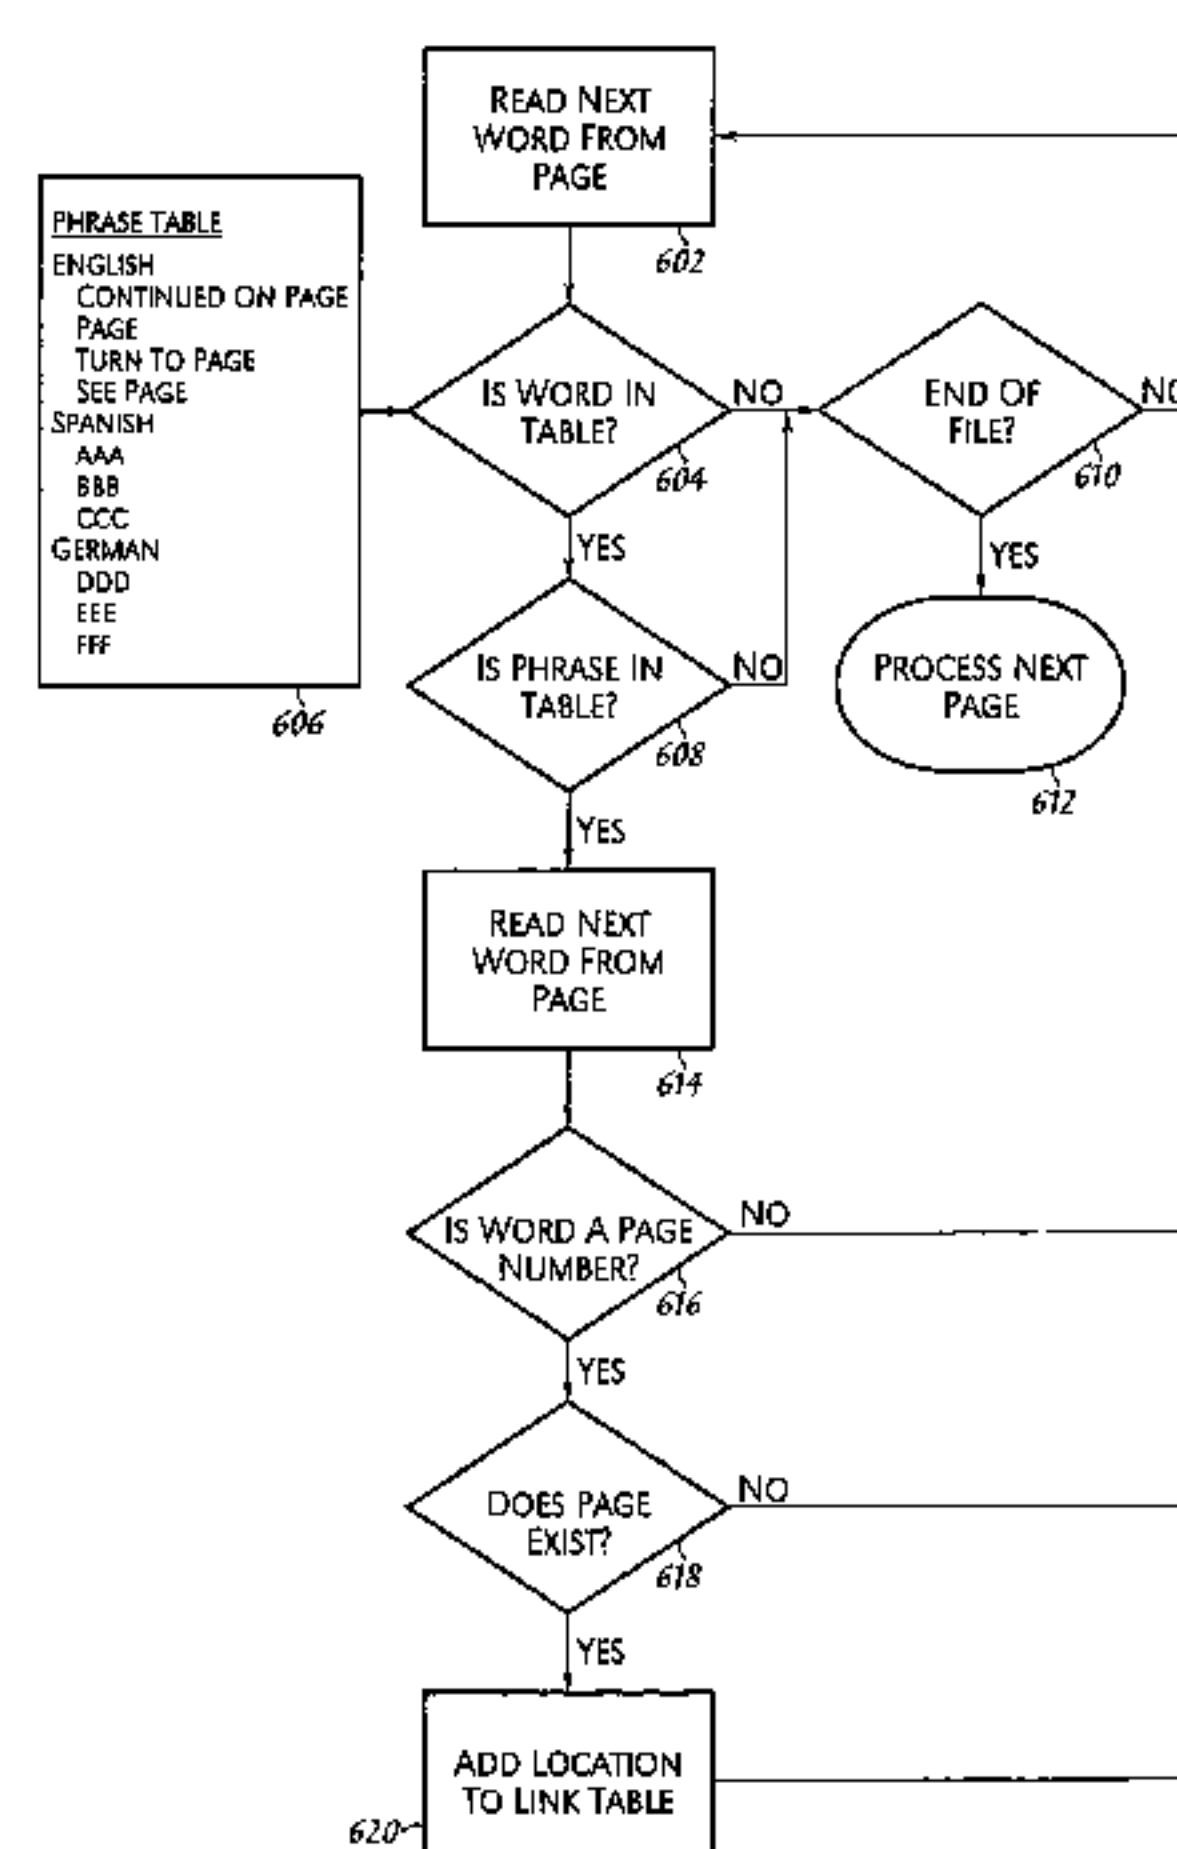 READ NEXT
WORD FROM
PAGE
602
PHRASE TABLE
ENGLISH
CONTINUED ON PAGE
PAGE
TURN TO PAGE
SEE PAGE
SPANISH
AAA
BBB
CCC
GERMAN
DDD
EEE
FFF
606
IS WORD IN
TABLE?
604
NO
END OF
FILE?
610
NO
YES
YES
IS PHRASE IN
TABLE?
608
NO
PROCESS NEXT
PAGE
612
YES
READ NEXT
WORD FROM
PAGE
614
IS WORD A PAGE
NUMBER?
616
NO
YES
DOES PAGE
EXIST?
618
NO
YES
ADD LOCATION
TO LINK TABLE
620